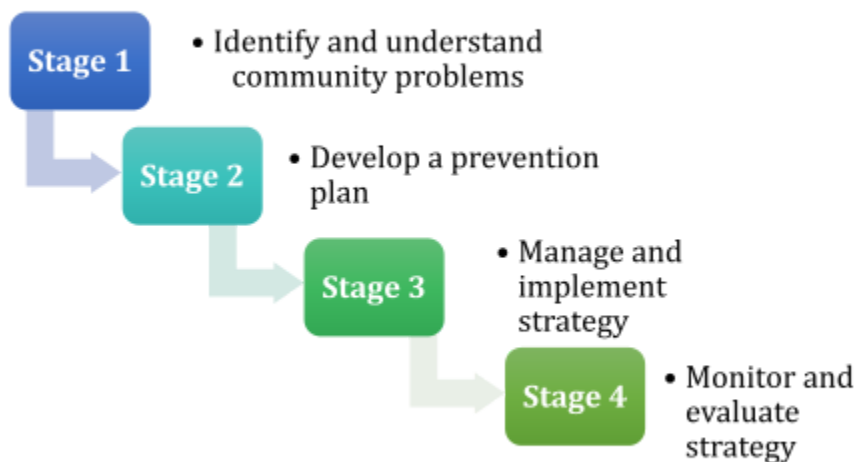 Stage 1
• Identify and understand
community problems
Stage 2
• Develop a prevention
plan
Stage 3
• Manage and
implement
strategy
Stage 4
• Monitor and
evaluate
strategy